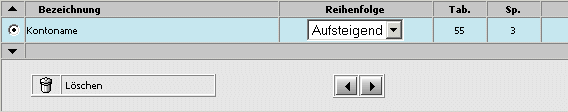 Bezeichnung Reihenfolge Tab. Sp.
Kontoname Aufsteigend 55 3
Löschen